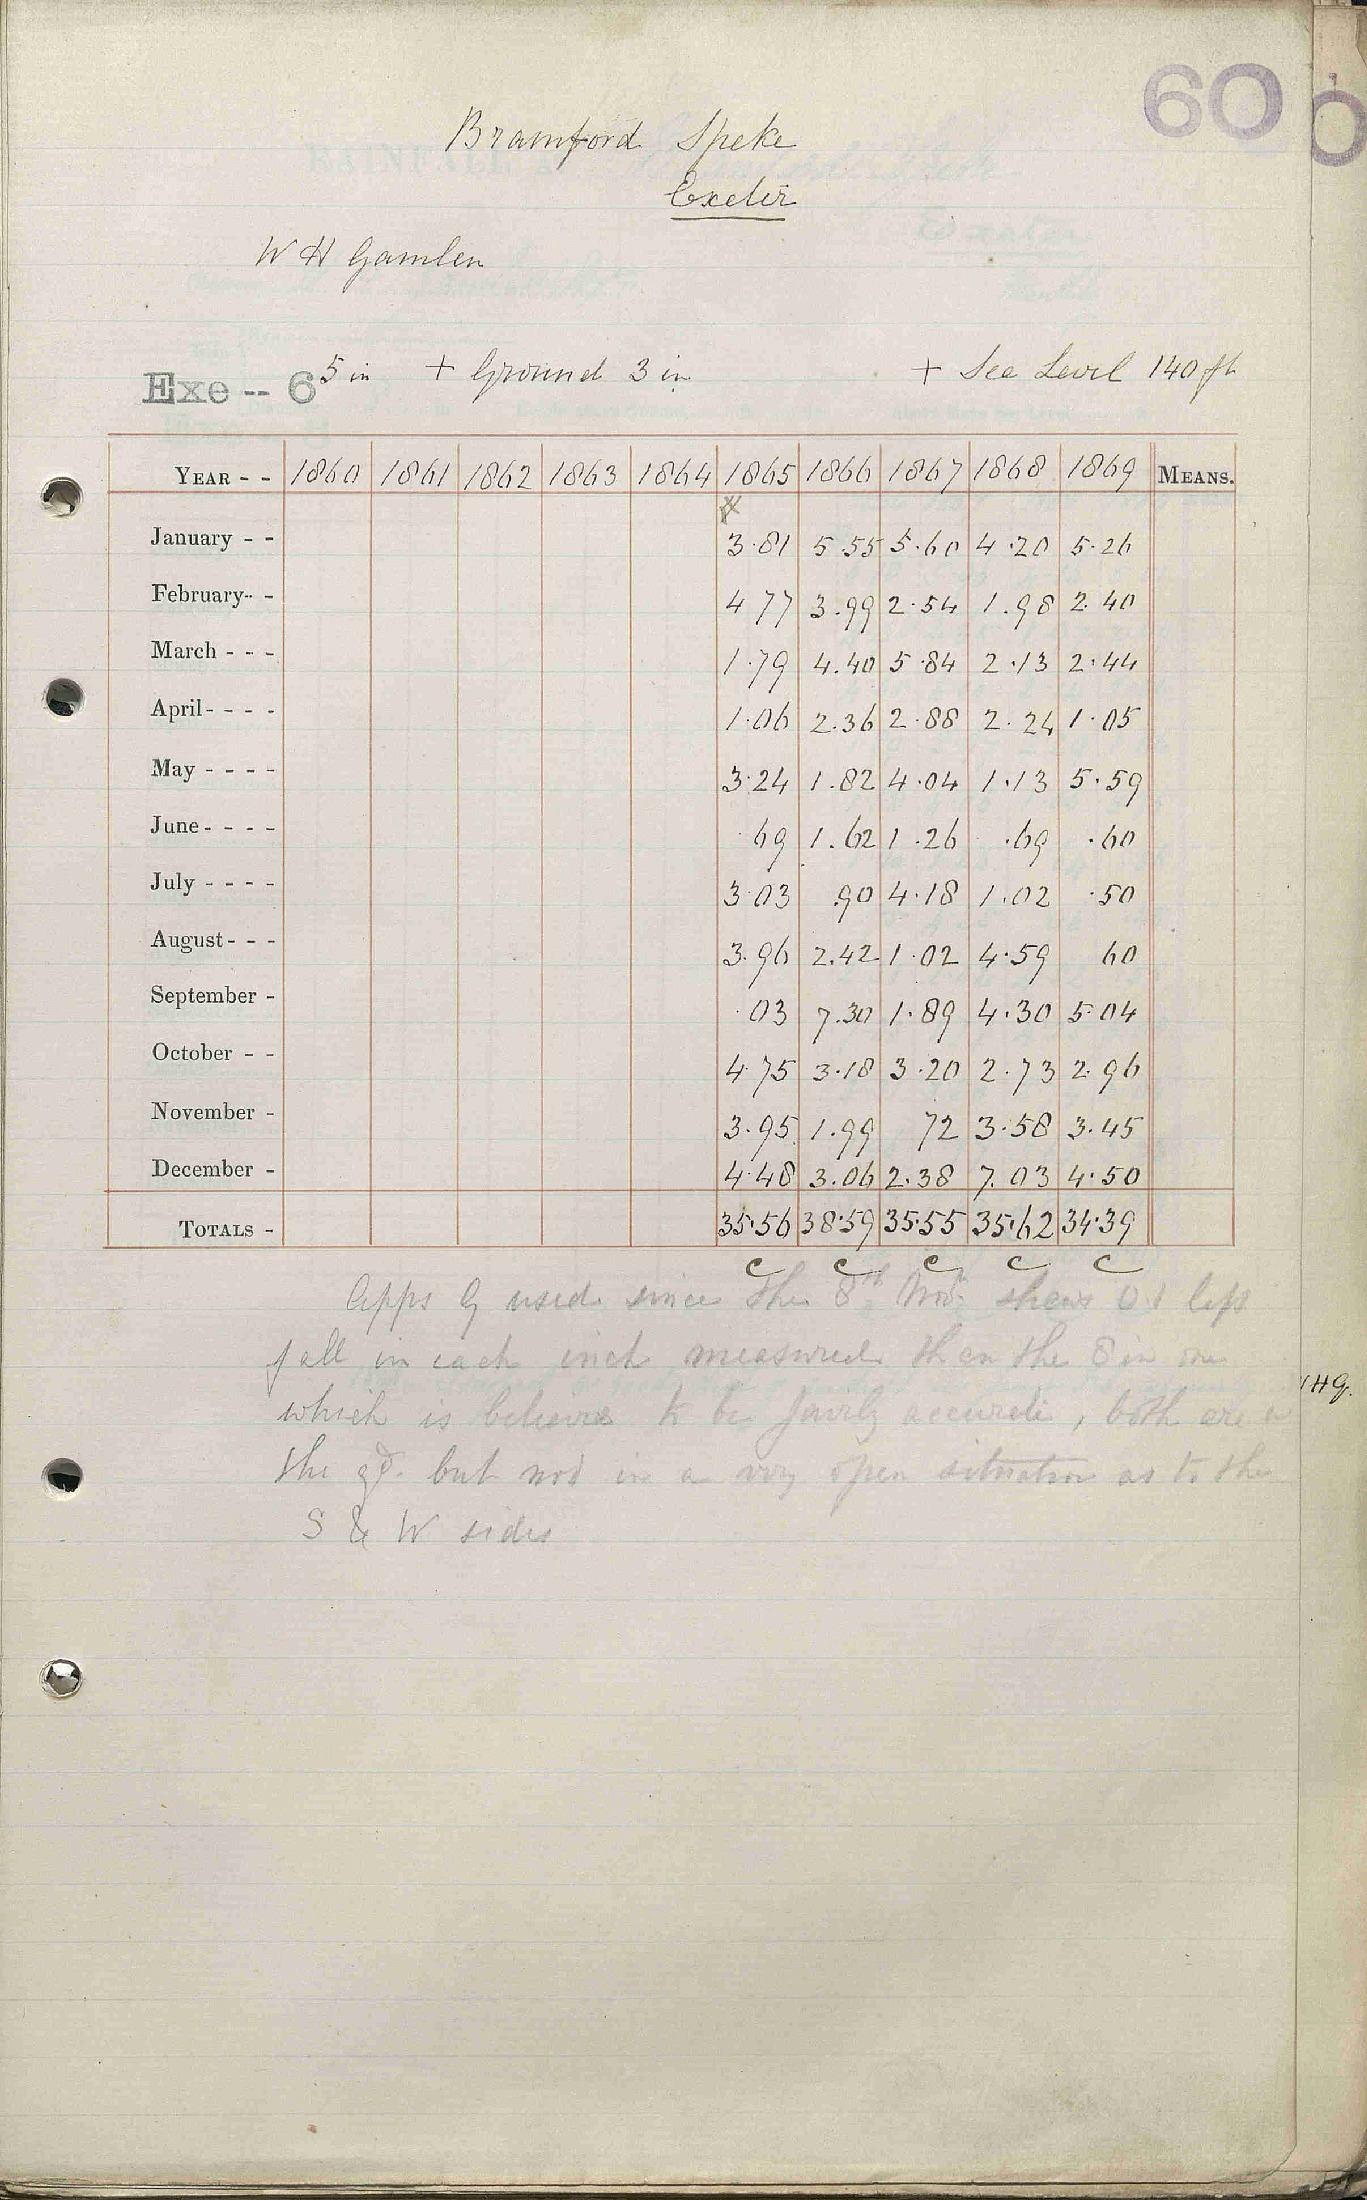 60
Bramford Speke
Exeter
W H Gamlen
Exe -- 6 5 in + Ground 3 in + Sea Level 140 ft
YEAR - - 1860 1861 1862 1863 1864 1865 1866 1867 1868 1869 MEANS.
January - - 3.81 5.55 5.60 4.20 5.26
February - - 4 77 3.99 2.54 1.98 2.40
March - - - 1.79 4.40 5.84 2.13 2.44
April - - - - 1.06 2.36 2.88 2.24 1.05
May - - - - 3.24 1.82 4.04 1.13 5.59
June - - - - .69 1.62 1.26 .69 .60
July - - - - 3.03 .90 4.18 1.02 .50
August - - - 3.96 2.42 1.02 4.59 60
September - .03 7.30 1.89 4.30 5.04
October - - 4.75 3.18 3.20 2.73 2.96
November - 3.95 1.99 72 3.58 3.45
December - 4.48 3.06 2.38 7.03 4.50
TOTALS - 35.56 38.59 35.55 35.62 34.39
c c c c c
Apps G used since the 8th Novr. shews 0.1 less
fall in each inch measured than the 8 in one
which is believed to be fairly accurate, both are
the gd. but not in a very open situation as to the
S & W sides